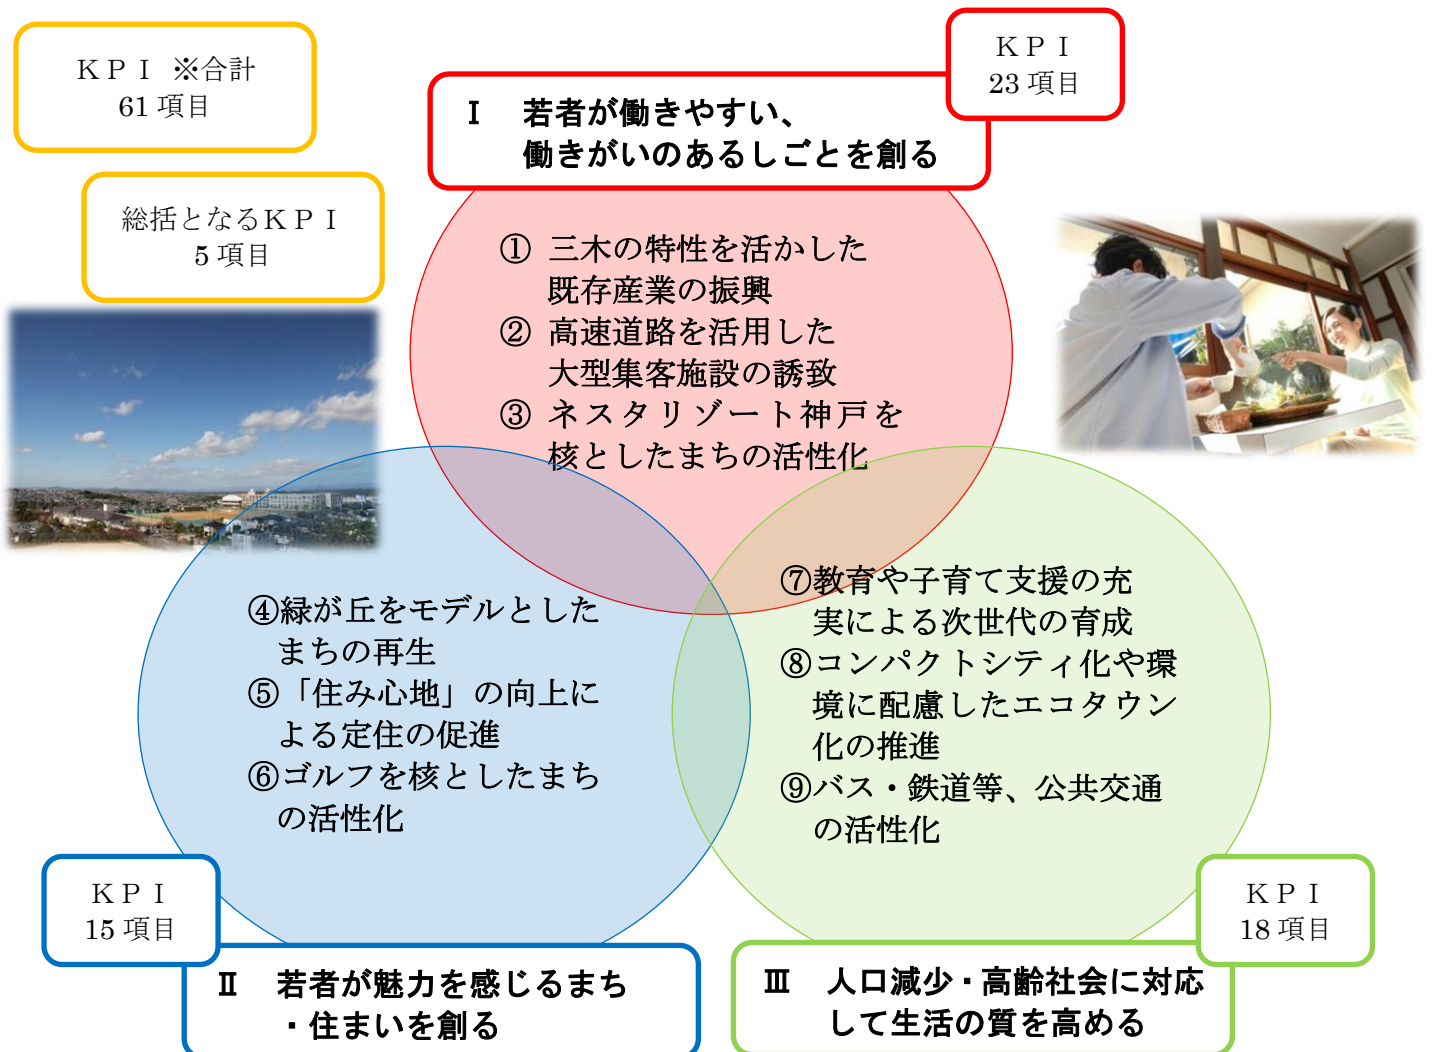 ＫＰＩ ※合計
61 項目
総括となるＫＰＩ
5 項目
ＫＰＩ
23 項目
Ⅰ　若者が働きやすい、
働きがいのあるしごとを創る
① 三木の特性を活かした
既存産業の振興
② 高速道路を活用した
大型集客施設の誘致
③ ネスタリゾート神戸を
核としたまちの活性化
④緑が丘をモデルとした
まちの再生
⑤「住み心地」の向上に
よる定住の促進
⑥ゴルフを核としたまち
の活性化
ＫＰＩ
15 項目
Ⅱ　若者が魅力を感じるまち
・住まいを創る
⑦教育や子育て支援の充
実による次世代の育成
⑧コンパクトシティ化や環
境に配慮したエコタウン
化の推進
⑨バス・鉄道等、公共交通
の活性化
ＫＰＩ
18 項目
Ⅲ　人口減少・高齢社会に対応
して生活の質を高める